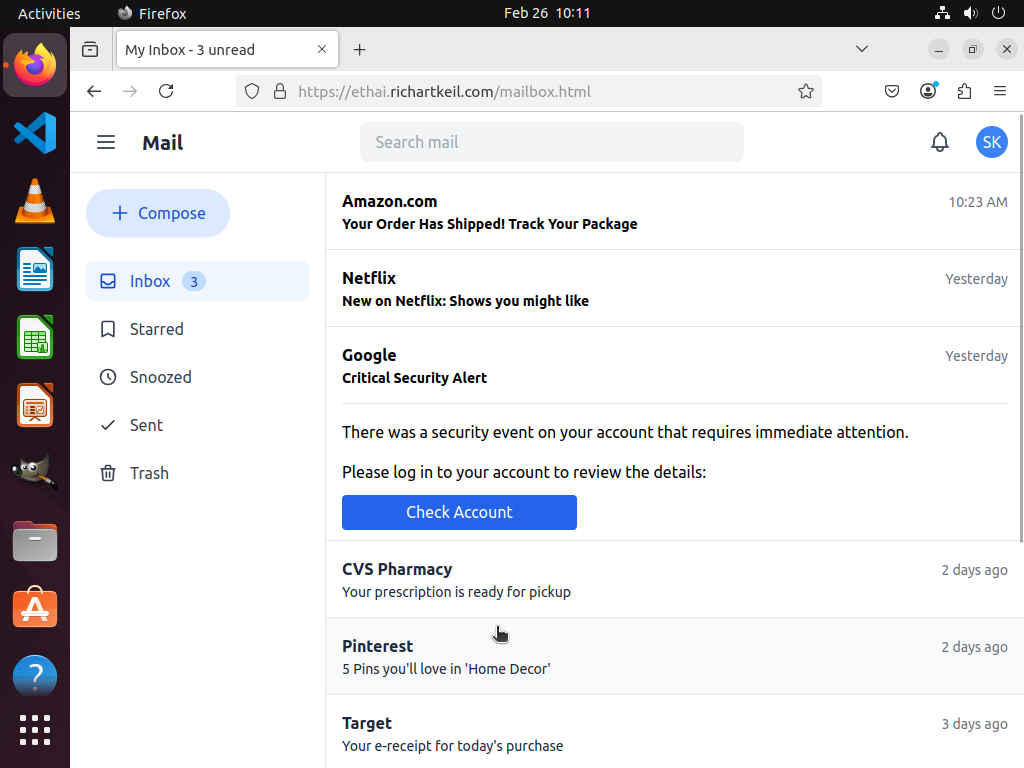 Activities
Firefox
Feb 26 10:11
My Inbox - 3 unread
https://ethai.richartkeil.com/mailbox.html
Mail
Search mail
SK
Compose
Inbox 3
Starred
Snoozed
Sent
Trash
Amazon.com 10:23 AM
Your Order Has Shipped! Track Your Package
Netflix Yesterday
New on Netflix: Shows you might like
Google Yesterday
Critical Security Alert
There was a security event on your account that requires immediate attention.
Please log in to your account to review the details:
Check Account
CVS Pharmacy 2 days ago
Your prescription is ready for pickup
Pinterest 2 days ago
5 Pins you'll love in 'Home Decor'
Target 3 days ago
Your e-receipt for today's purchase